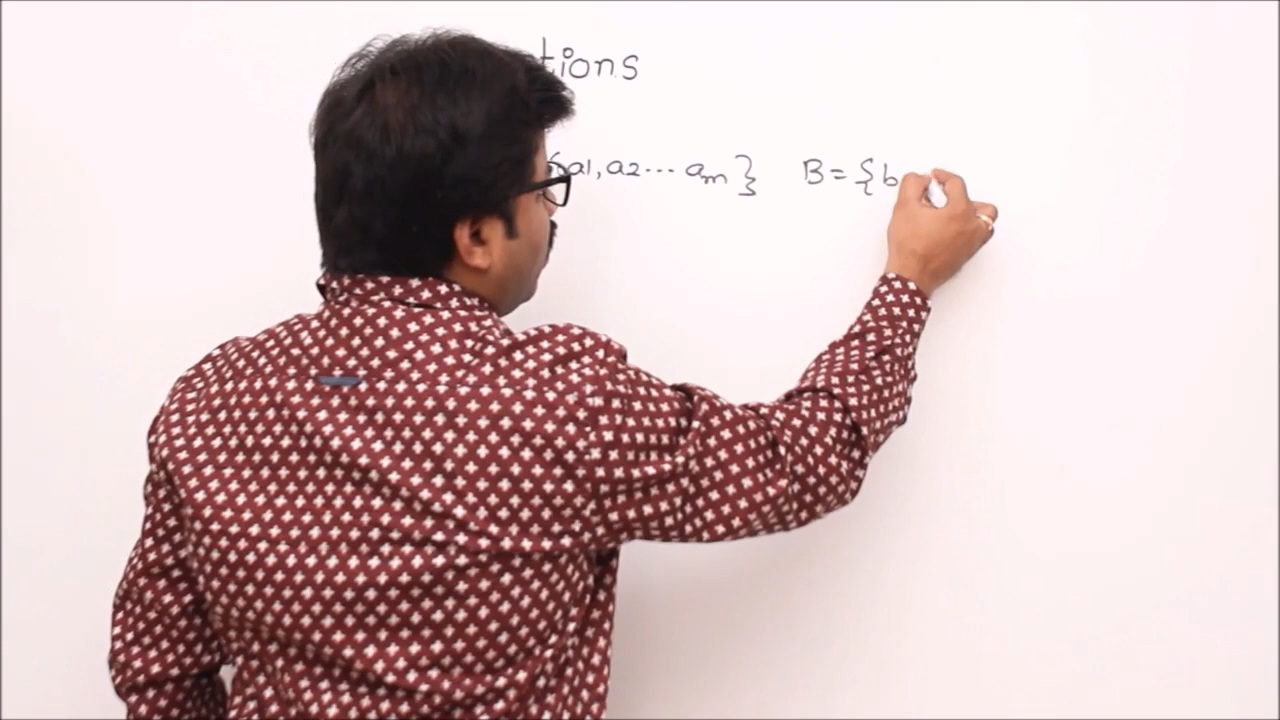 tions
{a1, a2... am} B = {b